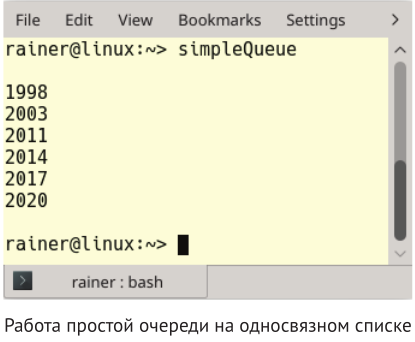 File Edit View Bookmarks Settings >
rainer@linux:~> simpleQueue
1998
2003
2011
2014
2017
2020
rainer@linux:~>
rainer : bash
Работа простой очереди на односвязном списке